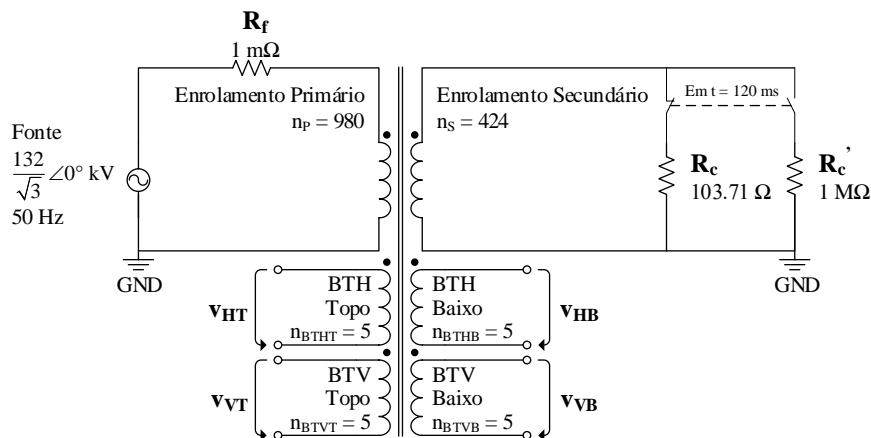 R_f
1 mΩ
Enrolamento Primário
n_P = 980
Enrolamento Secundário
n_S = 424
Em t = 120 ms
Fonte
132/√3 ∠0° kV
50 Hz
R_c
103.71 Ω
R_c'
1 MΩ
GND
GND
v_HT
BTH
Topo
n_BTHT = 5
BTH
Baixo
n_BTHB = 5
v_HB
v_VT
BTV
Topo
n_BTVT = 5
BTV
Baixo
n_BTVB = 5
v_VB